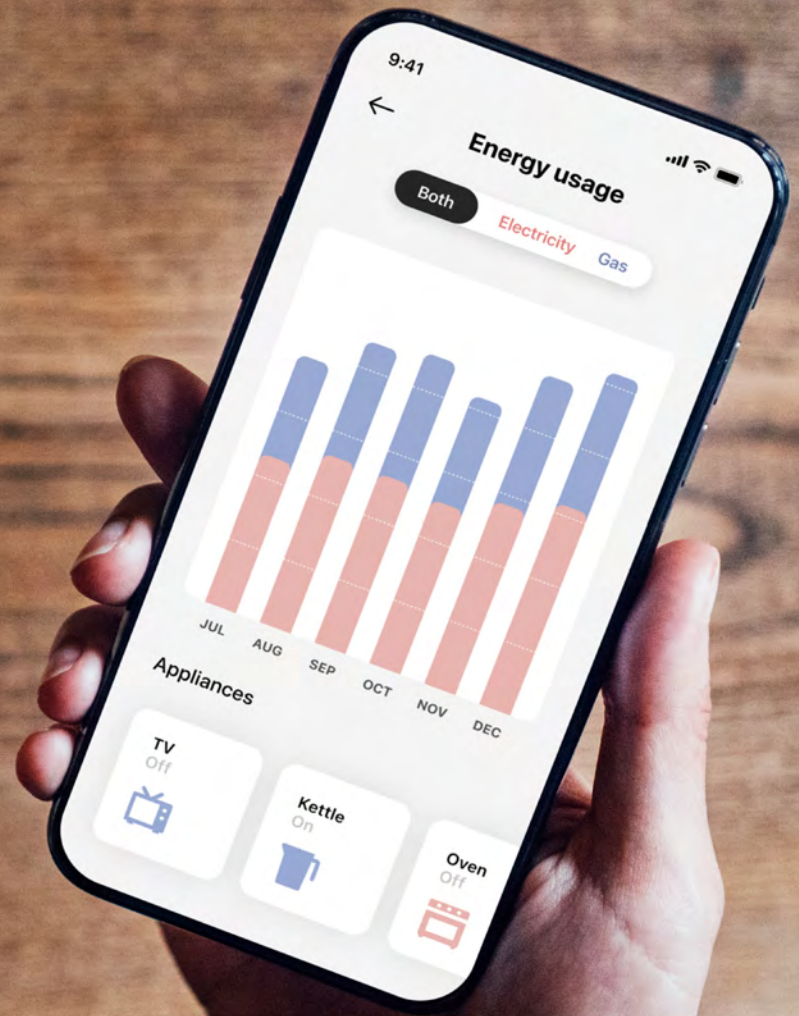 9:41
Energy usage
Both Electricity Gas
JUL AUG SEP OCT NOV DEC
Appliances
TV
Off
Kettle
On
Oven
Off